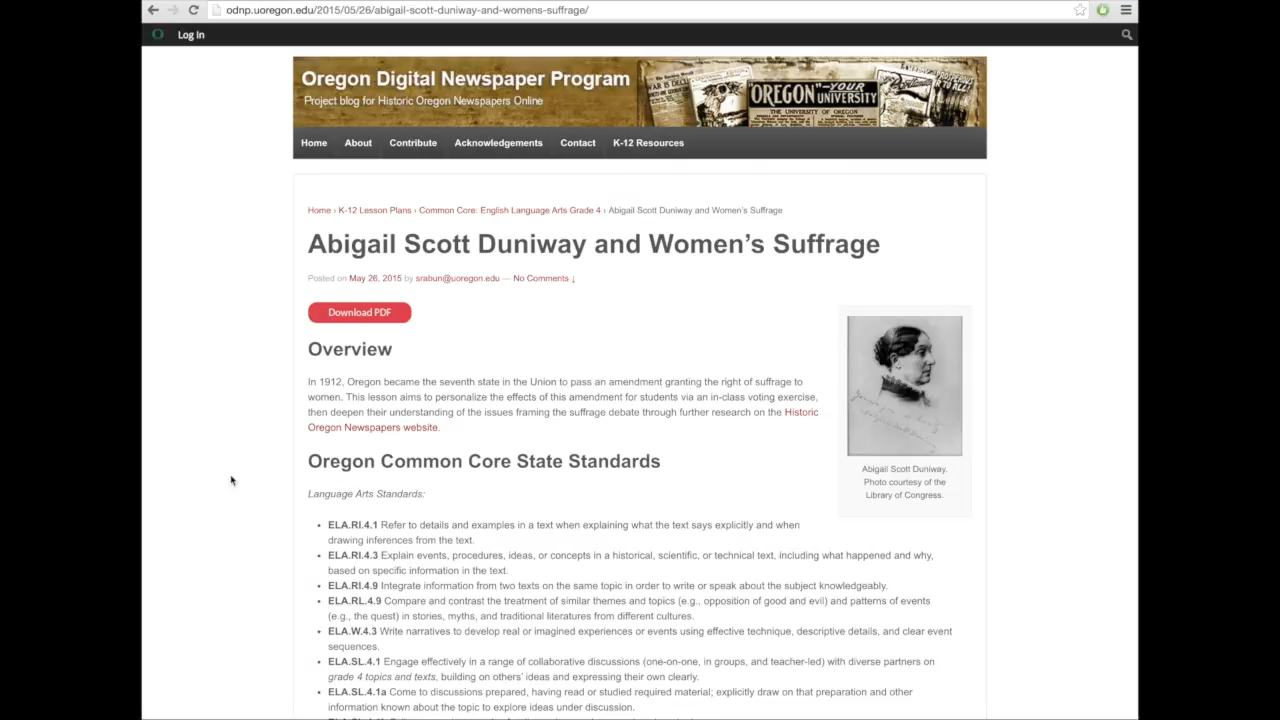 odnp.uoregon.edu/2015/05/26/abigail-scott-duniway-and-womens-suffrage/
Log In
Oregon Digital Newspaper Program
Project blog for Historic Oregon Newspapers Online
"OREGON"–YOUR
UNIVERSITY
THE UNIVERSITY OF OREGON
Home About Contribute Acknowledgements Contact K-12 Resources
Home › K-12 Lesson Plans › Common Core: English Language Arts Grade 4 › Abigail Scott Duniway and Women's Suffrage
Abigail Scott Duniway and Women's Suffrage
Posted on May 26, 2015 by srabun@uoregon.edu — No Comments ↓
Download PDF
Overview
In 1912, Oregon became the seventh state in the Union to pass an amendment granting the right of suffrage to
women. This lesson aims to personalize the effects of this amendment for students via an in-class voting exercise,
then deepen their understanding of the issues framing the suffrage debate through further research on the Historic
Oregon Newspapers website.
Abigail Scott Duniway.
Photo courtesy of the
Library of Congress.
Oregon Common Core State Standards
Language Arts Standards:
• ELA.RI.4.1 Refer to details and examples in a text when explaining what the text says explicitly and when
drawing inferences from the text.
• ELA.RI.4.3 Explain events, procedures, ideas, or concepts in a historical, scientific, or technical text, including what happened and why,
based on specific information in the text.
• ELA.RI.4.9 Integrate information from two texts on the same topic in order to write or speak about the subject knowledgeably.
• ELA.RL.4.9 Compare and contrast the treatment of similar themes and topics (e.g., opposition of good and evil) and patterns of events
(e.g., the quest) in stories, myths, and traditional literatures from different cultures.
• ELA.W.4.3 Write narratives to develop real or imagined experiences or events using effective technique, descriptive details, and clear event
sequences.
• ELA.SL.4.1 Engage effectively in a range of collaborative discussions (one-on-one, in groups, and teacher-led) with diverse partners on
grade 4 topics and texts, building on others' ideas and expressing their own clearly.
• ELA.SL.4.1a Come to discussions prepared, having read or studied required material; explicitly draw on that preparation and other
information known about the topic to explore ideas under discussion.